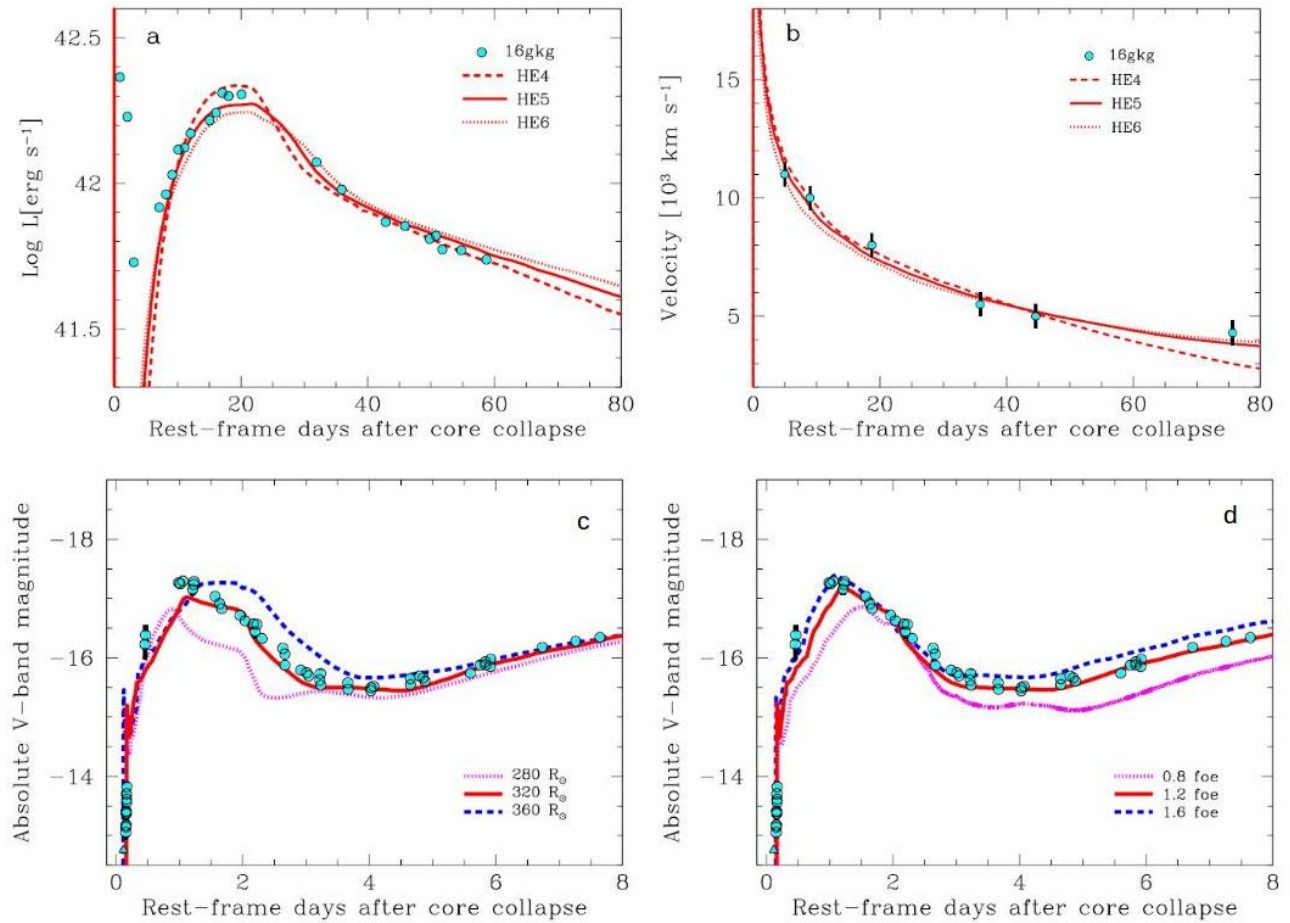 a
42.5
42
41.5
Log L[erg s⁻¹]
16gkg
HE4
HE5
HE6
0 20 40 60 80
Rest-frame days after core collapse
b
15
10
5
Velocity [10³ km s⁻¹]
16gkg
HE4
HE5
HE6
0 20 40 60 80
Rest-frame days after core collapse
c
-18
-16
-14
Absolute V-band magnitude
280 R⊙
320 R⊙
360 R⊙
0 2 4 6 8
Rest-frame days after core collapse
d
-18
-16
-14
Absolute V-band magnitude
0.8 foe
1.2 foe
1.6 foe
0 2 4 6 8
Rest-frame days after core collapse